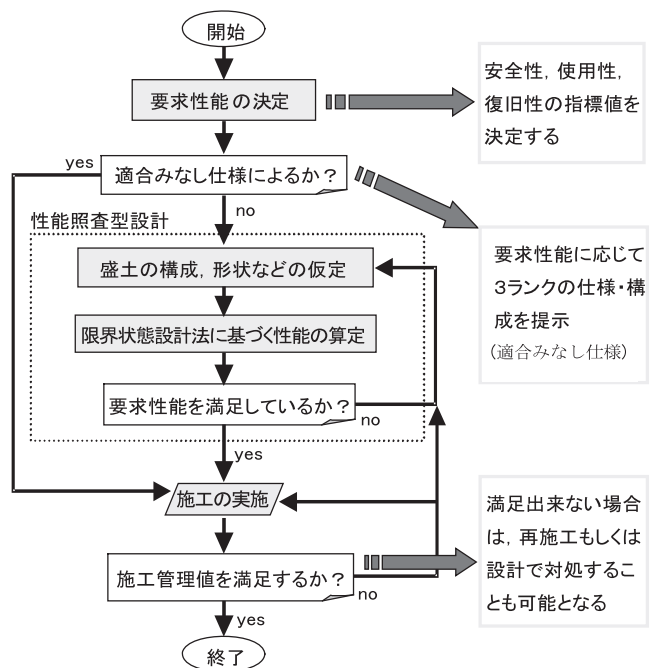 開始
要求性能の決定
安全性，使用性，
復旧性の指標値を
決定する
yes
適合みなし仕様によるか？
no
性能照査型設計
盛土の構成，形状などの仮定
要求性能に応じて
3ランクの仕様・構
成を提示
(適合みなし仕様)
限界状態設計法に基づく性能の算定
要求性能を満足しているか？
no
yes
施工の実施
満足出来ない場合
は，再施工もしくは
設計で対処するこ
とも可能となる
施工管理値を満足するか？
no
yes
終了